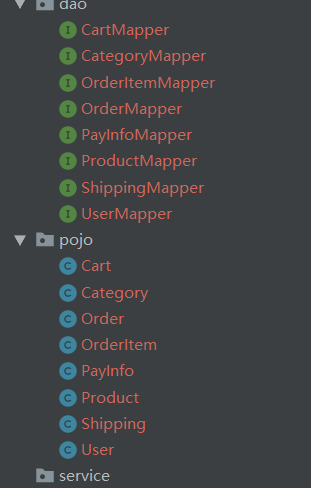 dao
CartMapper
CategoryMapper
OrderItemMapper
OrderMapper
PayInfoMapper
ProductMapper
ShippingMapper
UserMapper
pojo
Cart
Category
Order
OrderItem
PayInfo
Product
Shipping
User
service